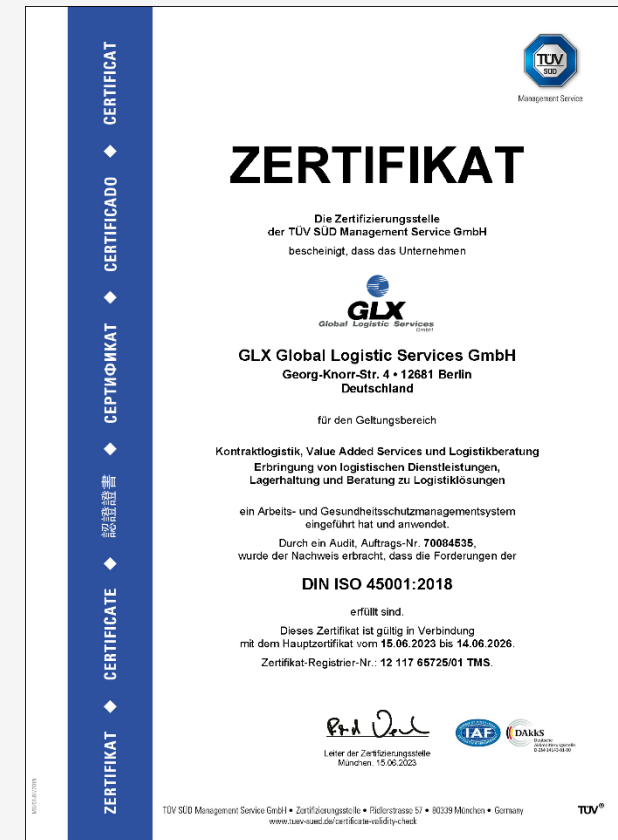 ZERTIFIKAT ◆ CERTIFICATE ◆ 認證證書 ◆ СЕРТИФИКАТ ◆ CERTIFICADO ◆ CERTIFICAT
TÜV
SÜD
Management Service
ZERTIFIKAT
Die Zertifizierungsstelle
der TÜV SÜD Management Service GmbH
bescheinigt, dass das Unternehmen
GLX
Global Logistic Services
GmbH
GLX Global Logistic Services GmbH
Georg-Knorr-Str. 4 • 12681 Berlin
Deutschland
für den Geltungsbereich
Kontraktlogistik, Value Added Services und Logistikberatung
Erbringung von logistischen Dienstleistungen,
Lagerhaltung und Beratung zu Logistiklösungen
ein Arbeits- und Gesundheitsschutzmanagementsystem
eingeführt hat und anwendet.
Durch ein Audit, Auftrags-Nr. 70084535,
wurde der Nachweis erbracht, dass die Forderungen der
DIN ISO 45001:2018
erfüllt sind.
Dieses Zertifikat ist gültig in Verbindung
mit dem Hauptzertifikat vom 15.06.2023 bis 14.06.2026.
Zertifikat-Registrier-Nr.: 12 117 65725/01 TMS.
Leiter der Zertifizierungsstelle
München, 15.06.2023
IAF
DAkkS
Deutsche
Akkreditierungsstelle
TÜV SÜD Management Service GmbH • Zertifizierungsstelle • Ridlerstrasse 57 • 80339 München • Germany
www.tuev-sued.de/certificate-validity-check
TÜV®